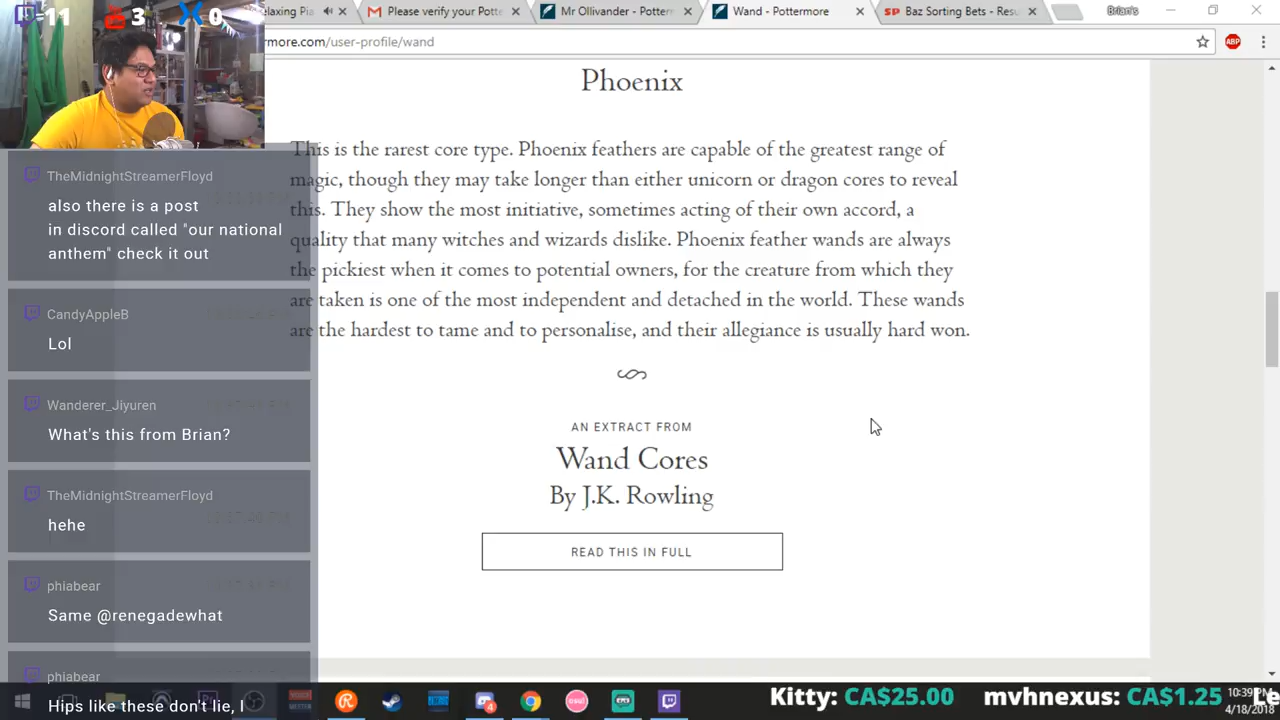 11 3 0
elaxing Pia
Please verify your Potte
Mr Ollivander - Potter
Wand - Pottermore
Baz Sorting Bets - Resu
Brian's
rmore.com/user-profile/wand
ABP
Phoenix
This is the rarest core type. Phoenix feathers are capable of the greatest range of
magic, though they may take longer than either unicorn or dragon cores to reveal
this. They show the most initiative, sometimes acting of their own accord, a
quality that many witches and wizards dislike. Phoenix feather wands are always
the pickiest when it comes to potential owners, for the creature from which they
are taken is one of the most independent and detached in the world. These wands
are the hardest to tame and to personalise, and their allegiance is usually hard won.
AN EXTRACT FROM
Wand Cores
By J.K. Rowling
READ THIS IN FULL
TheMidnightStreamerFloyd
also there is a post
in discord called "our national
anthem" check it out
CandyAppleB
Lol
Wanderer_Jiyuren
What's this from Brian?
TheMidnightStreamerFloyd
hehe
phiabear
Same @renegadewhat
phiabear
Hips like these don't lie, I
Kitty: CA$25.00 mvhnexus: CA$1.25
10:39 PM
4/18/2018